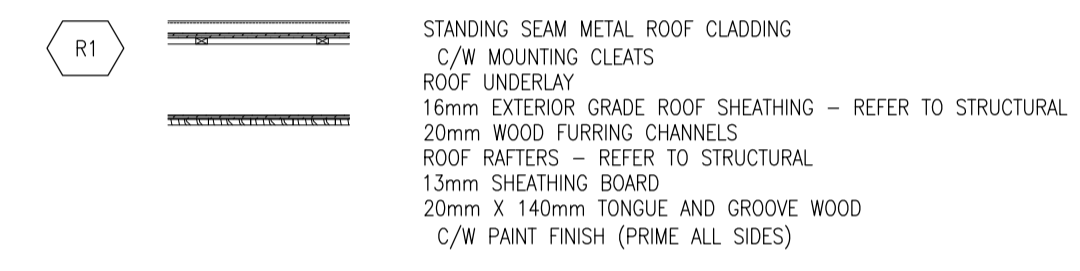 R1
STANDING SEAM METAL ROOF CLADDING
C/W MOUNTING CLEATS
ROOF UNDERLAY
16mm EXTERIOR GRADE ROOF SHEATHING – REFER TO STRUCTURAL
20mm WOOD FURRING CHANNELS
ROOF RAFTERS – REFER TO STRUCTURAL
13mm SHEATHING BOARD
20mm X 140mm TONGUE AND GROOVE WOOD
C/W PAINT FINISH (PRIME ALL SIDES)